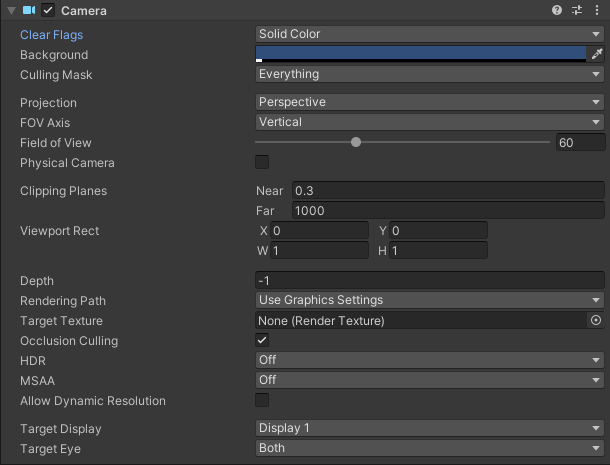 Camera
Clear Flags Solid Color
Background
Culling Mask Everything
Projection Perspective
FOV Axis Vertical
Field of View 60
Physical Camera
Clipping Planes Near 0.3
Far 1000
Viewport Rect X 0 Y 0
W 1 H 1
Depth -1
Rendering Path Use Graphics Settings
Target Texture None (Render Texture)
Occlusion Culling
HDR Off
MSAA Off
Allow Dynamic Resolution
Target Display Display 1
Target Eye Both